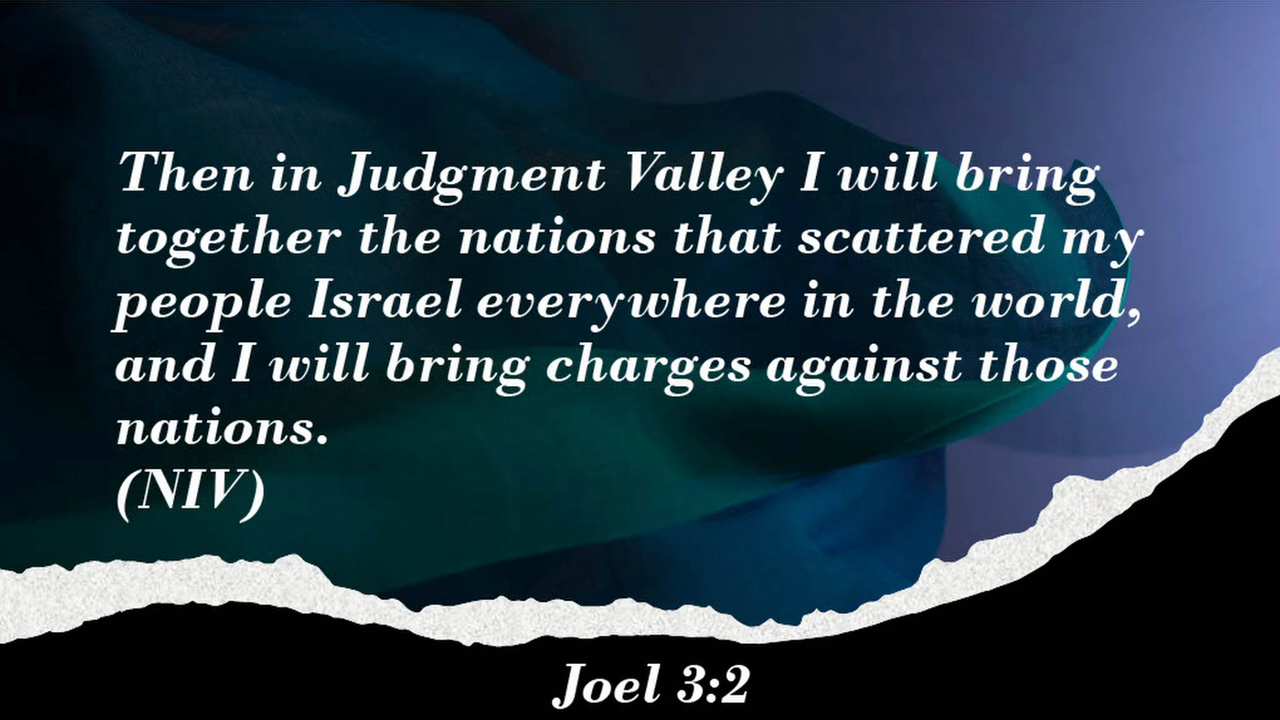 Then in Judgment Valley I will bring
together the nations that scattered my
people Israel everywhere in the world,
and I will bring charges against those
nations.
(NIV)
Joel 3:2